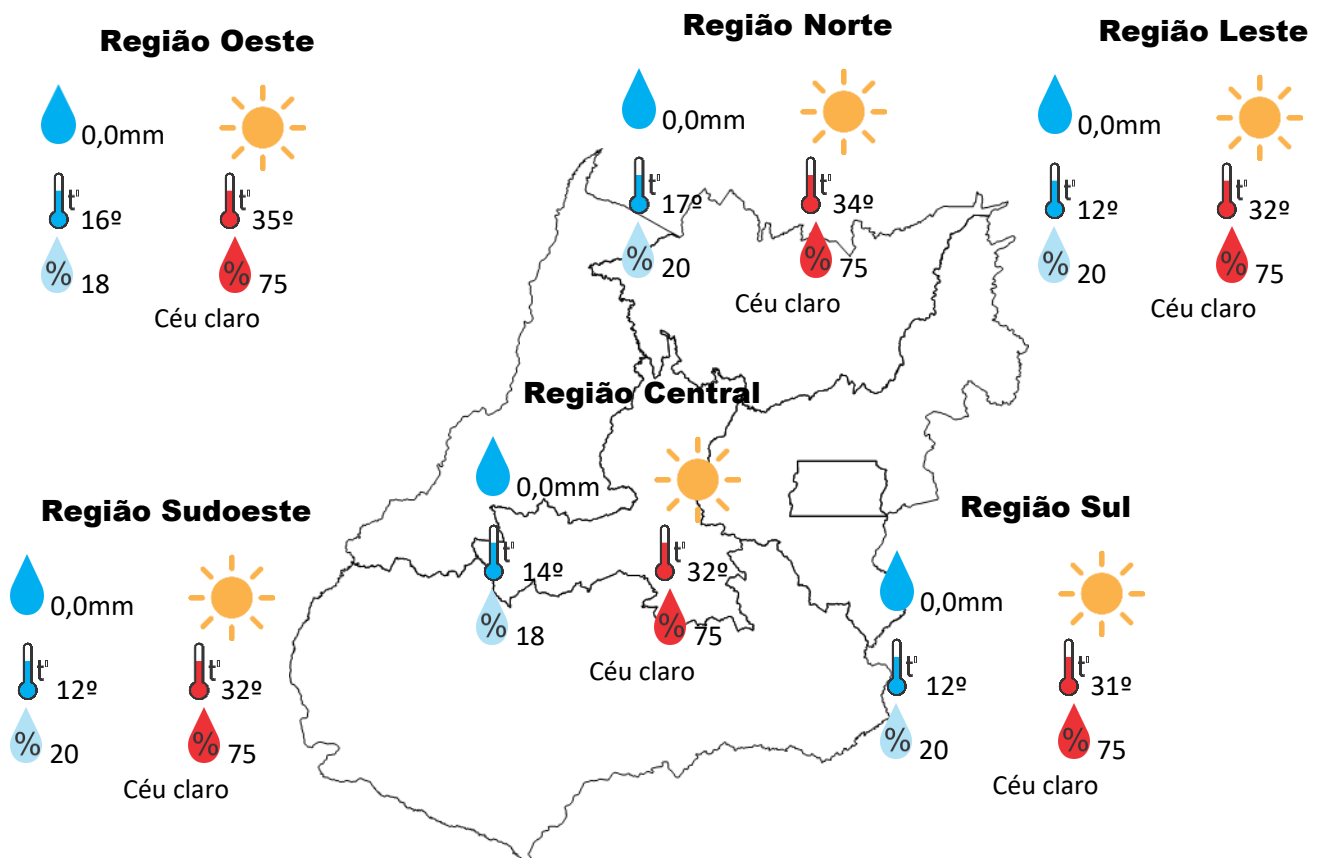 Região Oeste
0,0mm
t°
16º
t°
35º
%
18
%
75
Céu claro
Região Norte
0,0mm
t°
17º
t°
34º
%
20
%
75
Céu claro
Região Leste
0,0mm
t°
12º
t°
32º
%
20
%
75
Céu claro
Região Central
0,0mm
t°
14º
t°
32º
%
18
%
75
Céu claro
Região Sudoeste
0,0mm
t°
12º
t°
32º
%
20
%
75
Céu claro
Região Sul
0,0mm
t°
12º
t°
31º
%
20
%
75
Céu claro